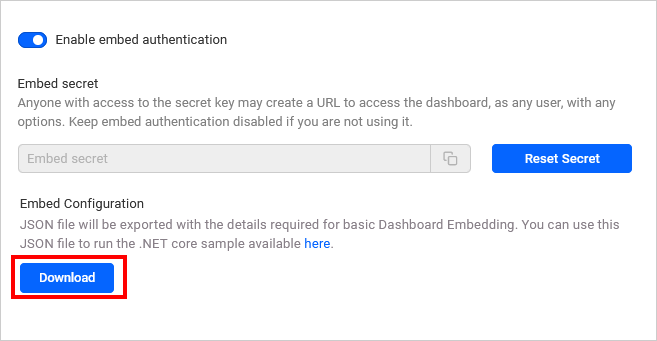 Enable embed authentication
Embed secret
Anyone with access to the secret key may create a URL to access the dashboard, as any user, with any
options. Keep embed authentication disabled if you are not using it.
Embed secret
Reset Secret
Embed Configuration
JSON file will be exported with the details required for basic Dashboard Embedding. You can use this
JSON file to run the .NET core sample available here.
Download